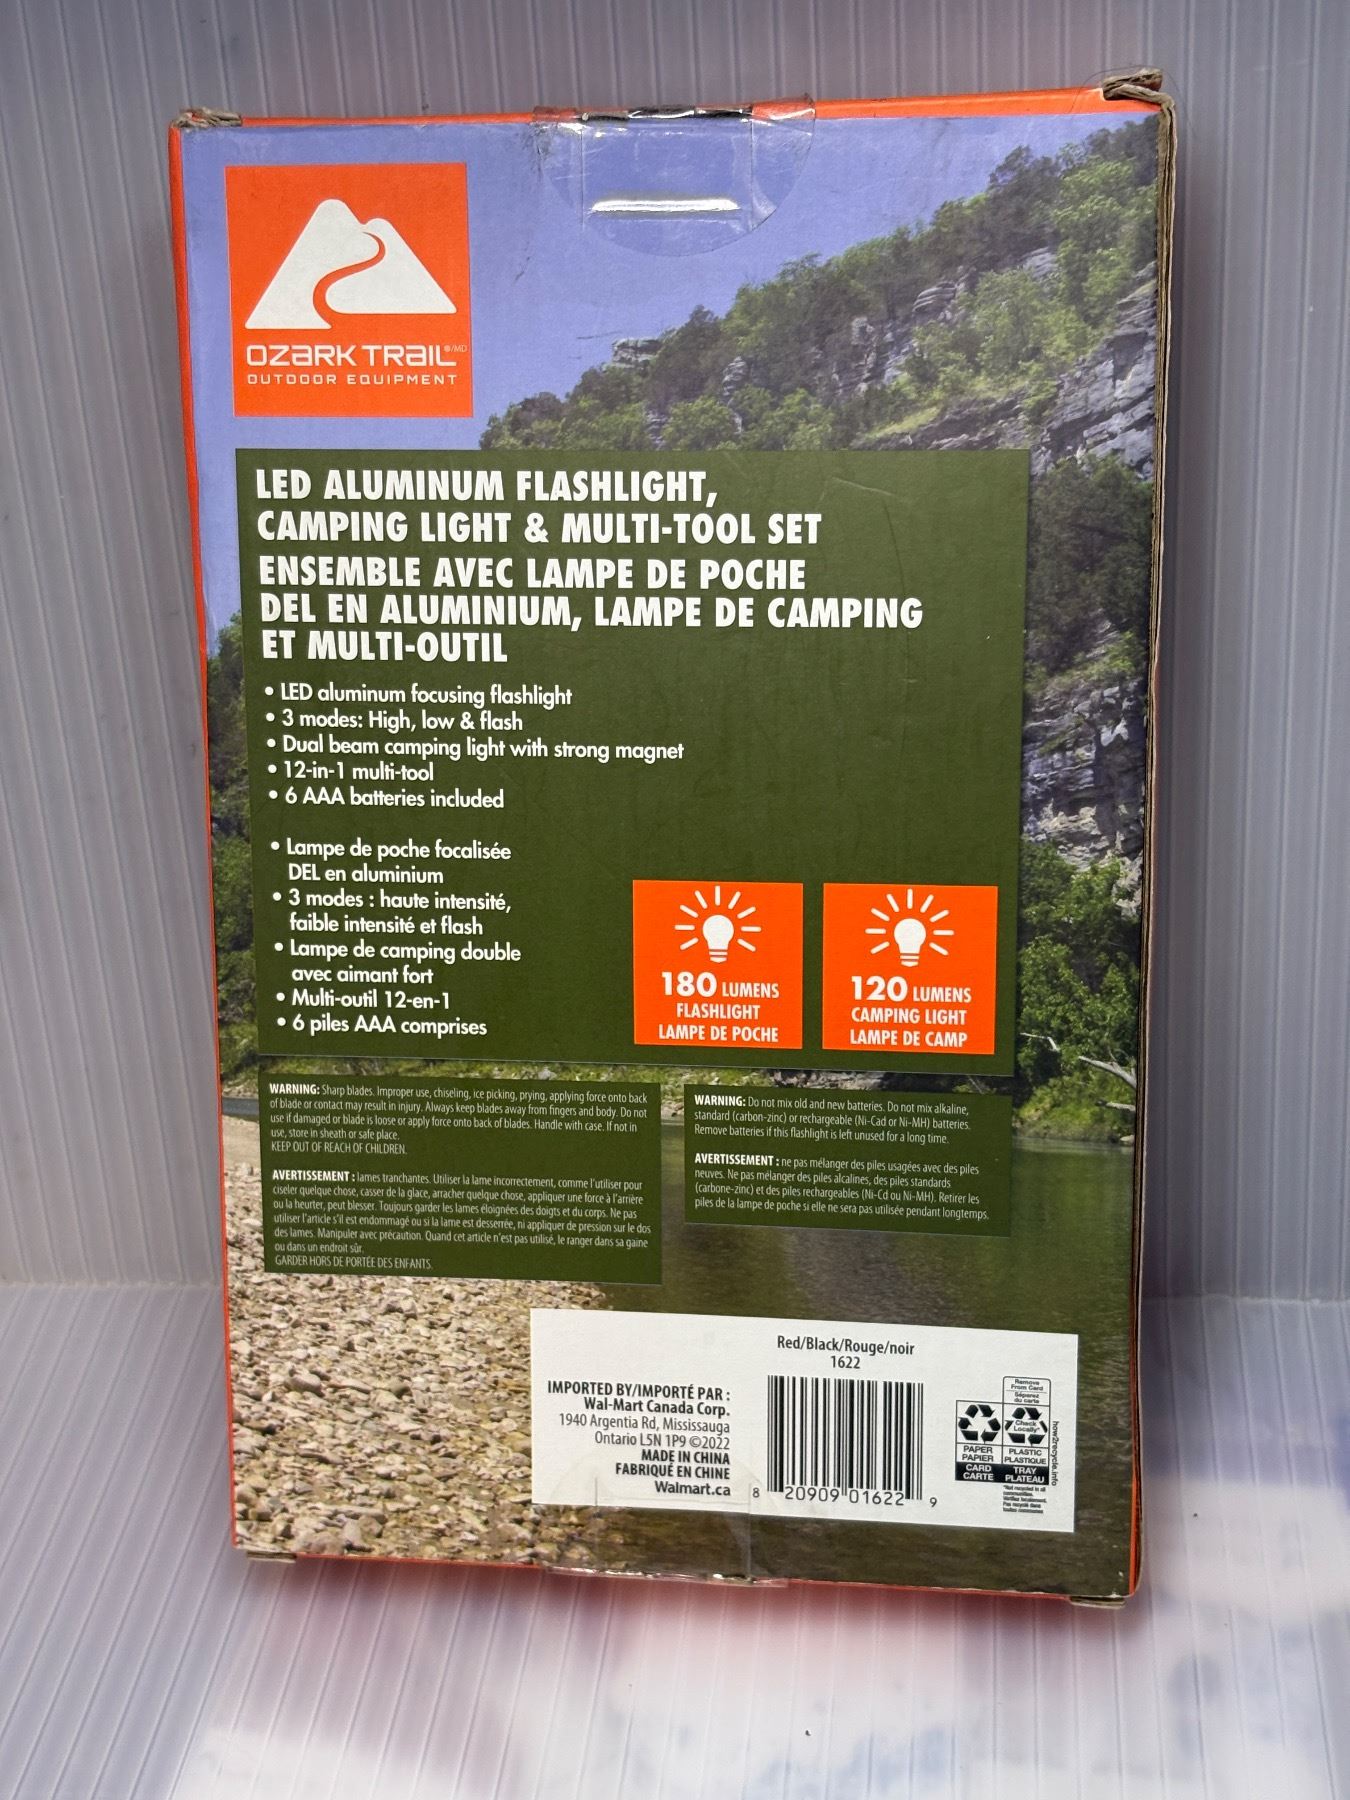 OZARK TRAIL®/MD
OUTDOOR EQUIPMENT
LED ALUMINUM FLASHLIGHT,
CAMPING LIGHT & MULTI-TOOL SET
ENSEMBLE AVEC LAMPE DE POCHE
DEL EN ALUMINIUM, LAMPE DE CAMPING
ET MULTI-OUTIL
• LED aluminum focusing flashlight
• 3 modes: High, low & flash
• Dual beam camping light with strong magnet
• 12-in-1 multi-tool
• 6 AAA batteries included
• Lampe de poche focalisée
DEL en aluminium
• 3 modes : haute intensité,
faible intensité et flash
• Lampe de camping double
avec aimant fort
• Multi-outil 12-en-1
• 6 piles AAA comprises
180 LUMENS
FLASHLIGHT
LAMPE DE POCHE
120 LUMENS
CAMPING LIGHT
LAMPE DE CAMP
WARNING: Sharp blades. Improper use, chiseling, ice picking, prying, applying force onto back
of blade or contact may result in injury. Always keep blades away from fingers and body. Do not
use if damaged or blade is loose or apply force onto back of blades. Handle with case. If not in
use, store in sheath or safe place.
KEEP OUT OF REACH OF CHILDREN.
AVERTISSEMENT : lames tranchantes. Utiliser la lame incorrectement, comme l'utiliser pour
ciseler quelque chose, casser de la glace, arracher quelque chose, appliquer une force à l'arrière
ou la heurter, peut blesser. Toujours garder les lames éloignées des doigts et du corps. Ne pas
utiliser l'article s'il est endommagé ou si la lame est desserrée, ni appliquer de pression sur le dos
des lames. Manipuler avec précaution. Quand cet article n'est pas utilisé, le ranger dans sa gaine
ou dans un endroit sûr.
GARDER HORS DE PORTÉE DES ENFANTS.
WARNING: Do not mix old and new batteries. Do not mix alkaline,
standard (carbon-zinc) or rechargeable (Ni-Cad or Ni-MH) batteries.
Remove batteries if this flashlight is left unused for a long time.
AVERTISSEMENT : ne pas mélanger des piles usagées avec des piles
neuves. Ne pas mélanger des piles alcalines, des piles standards
(carbone-zinc) et des piles rechargeables (Ni-Cd ou Ni-MH). Retirer les
piles de la lampe de poche si elle ne sera pas utilisée pendant longtemps.
Red/Black/Rouge/noir
1622
IMPORTED BY/IMPORTÉ PAR :
Wal-Mart Canada Corp.
1940 Argentia Rd, Mississauga
Ontario L5N 1P9 ©2022
MADE IN CHINA
FABRIQUÉ EN CHINE
Walmart.ca
8 20909 01622 9
Remove
From Card
Séparez
du carte
Check
Locally*
PAPER
PAPIER
CARD
CARTE
PLASTIC
PLASTIQUE
TRAY
PLATEAU
how2recycle.info
*Not recycled in all
communities.